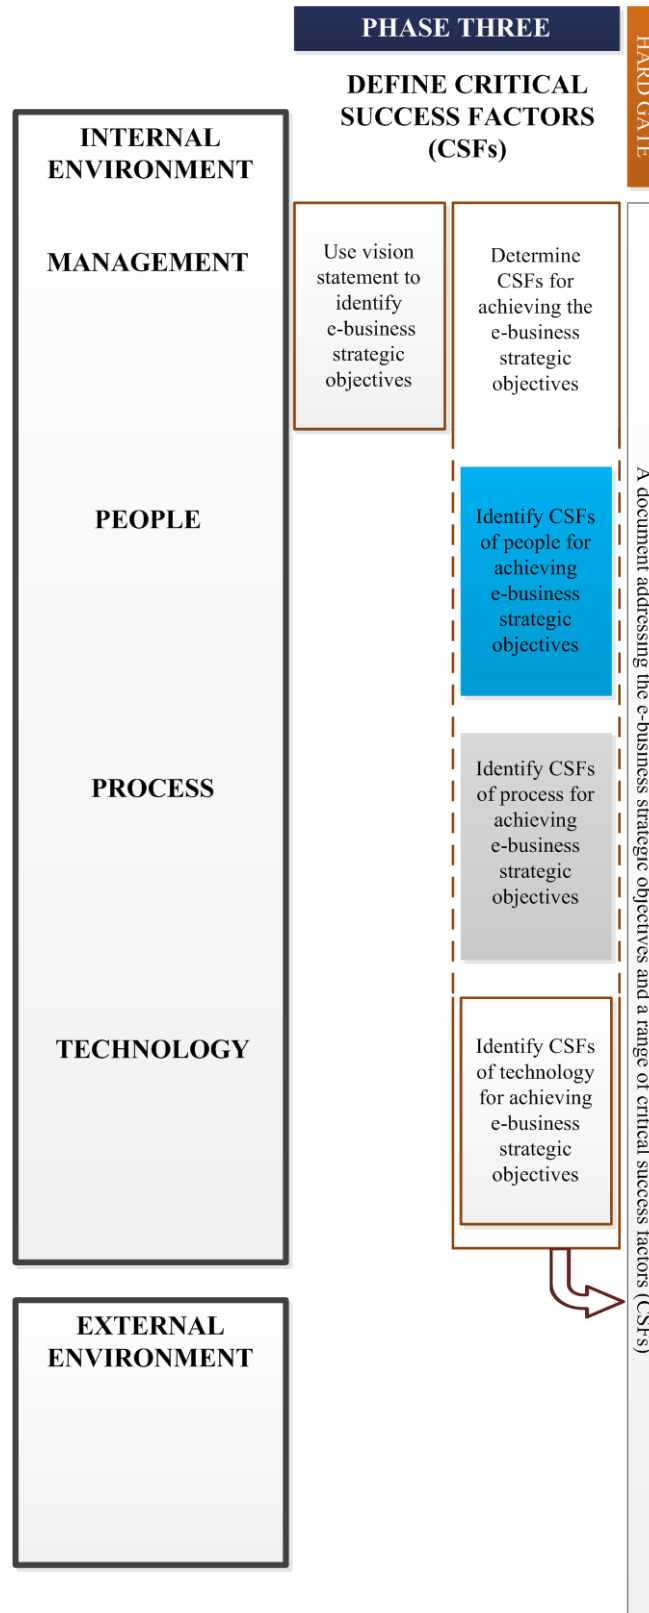 PHASE THREE
HARD GATE
DEFINE CRITICAL
SUCCESS FACTORS
(CSFs)
INTERNAL
ENVIRONMENT
MANAGEMENT
Use vision
statement to
identify
e-business
strategic
objectives
Determine
CSFs for
achieving the
e-business
strategic
objectives
PEOPLE
Identify CSFs
of people for
achieving
e-business
strategic
objectives
PROCESS
Identify CSFs
of process for
achieving
e-business
strategic
objectives
TECHNOLOGY
Identify CSFs
of technology
for achieving
e-business
strategic
objectives
A document addressing the e-business strategic objectives and a range of critical success factors (CSFs)
EXTERNAL
ENVIRONMENT